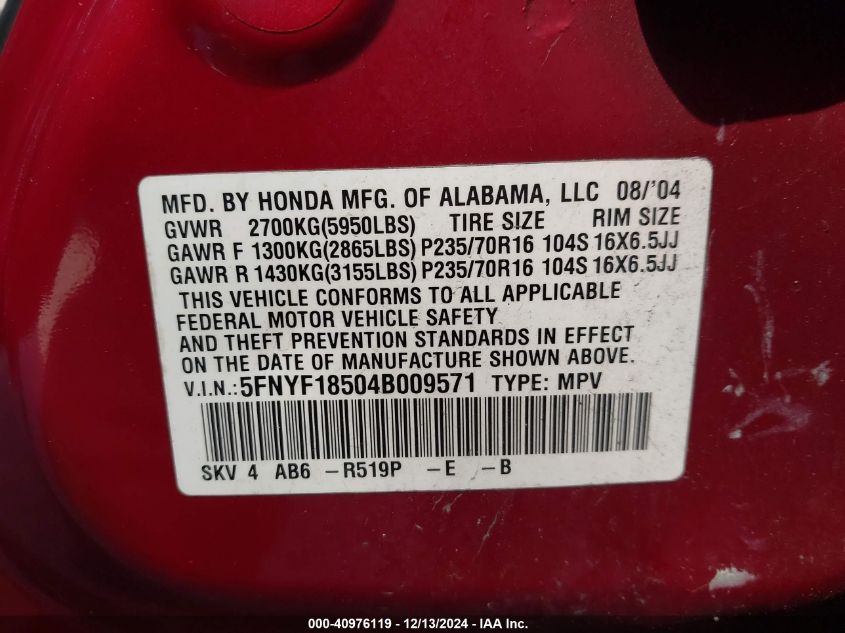 MFD. BY HONDA MFG. OF ALABAMA, LLC 08/'04
GVWR 2700KG(5950LBS) TIRE SIZE RIM SIZE
GAWR F 1300KG(2865LBS) P235/70R16 104S 16X6.5JJ
GAWR R 1430KG(3155LBS) P235/70R16 104S 16X6.5JJ
THIS VEHICLE CONFORMS TO ALL APPLICABLE
FEDERAL MOTOR VEHICLE SAFETY
AND THEFT PREVENTION STANDARDS IN EFFECT
ON THE DATE OF MANUFACTURE SHOWN ABOVE.
V.I.N.: 5FNYF18504B009571 TYPE: MPV
SKV 4 AB6 -R519P -E -B
000-40976119 - 12/13/2024 - IAA Inc.